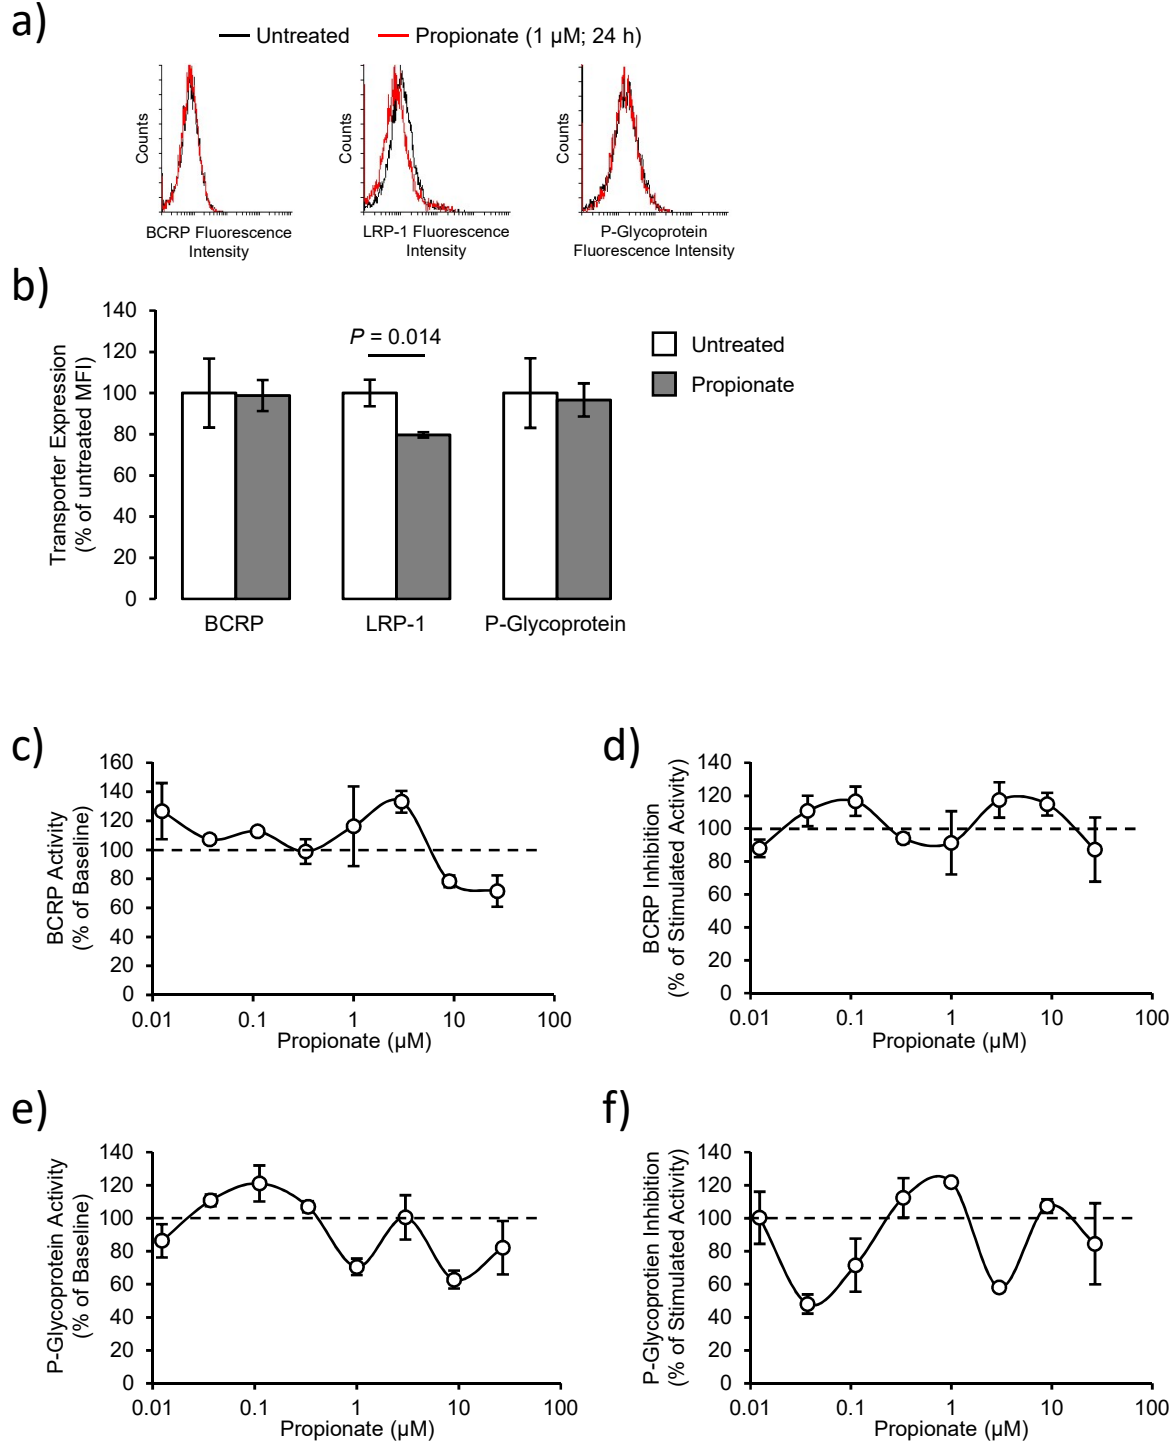 a)
Untreated
Propionate (1 µM; 24 h)
Counts
Counts
Counts
BCRP Fluorescence
Intensity
LRP-1 Fluorescence
Intensity
P-Glycoprotein
Fluorescence Intensity
b)
Transporter Expression
(% of untreated MFI)
140
120
100
80
60
40
20
0
P = 0.014
Untreated
Propionate
BCRP
LRP-1
P-Glycoprotein
c)
BCRP Activity
(% of Baseline)
160
140
120
100
80
60
40
20
0
0.01 0.1 1 10 100
Propionate (µM)
d)
BCRP Inhibition
(% of Stimulated Activity)
140
120
100
80
60
40
20
0
0.01 0.1 1 10 100
Propionate (µM)
e)
P-Glycoprotein Activity
(% of Baseline)
140
120
100
80
60
40
20
0
0.01 0.1 1 10 100
Propionate (µM)
f)
P-Glycoprotien Inhibition
(% of Stimulated Activity)
140
120
100
80
60
40
20
0
0.01 0.1 1 10 100
Propionate (µM)